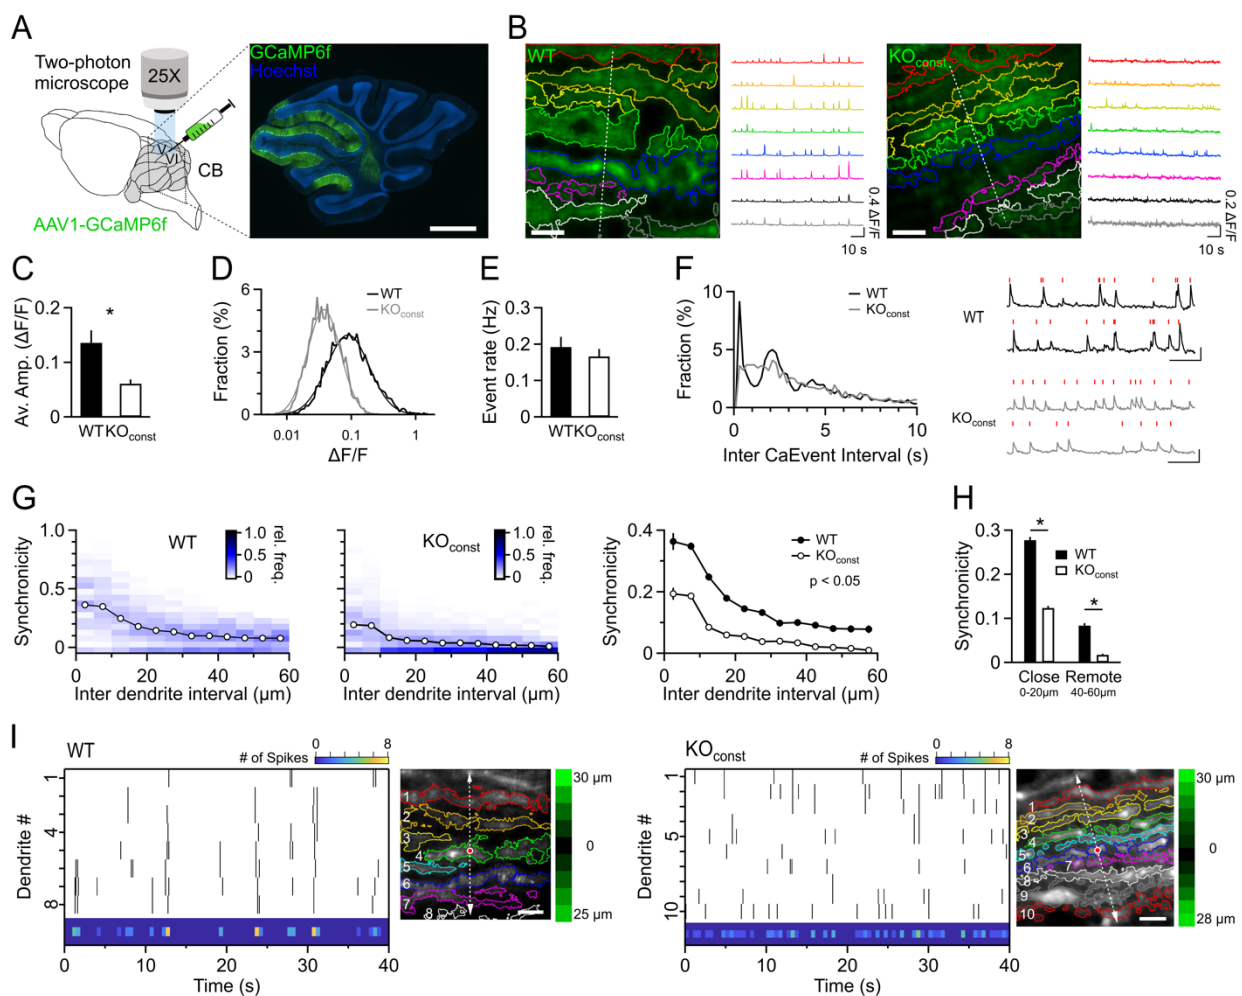 A
Two-photon
microscope
25X
V
VI
CB
AAV1-GCaMP6f
GCaMP6f
Hoechst
B
WT
0.4 ΔF/F
10 s
KOconst
0.2 ΔF/F
10 s
C
Av. Amp. (ΔF/F)
0.2
0.1
0
*
WT KOconst
D
Fraction (%)
6
3
0
WT
KOconst
0.01
0.1
1
ΔF/F
E
Event rate (Hz)
0.3
0.2
0.1
0
WT KOconst
F
Fraction (%)
10
5
0
WT
KOconst
0
5
10
Inter CaEvent Interval (s)
WT
KOconst
G
Synchronicity
1.0
0.5
0
WT
1.0
0.5
0
rel. freq.
0 20 40 60
Inter dendrite interval (µm)
KOconst
1.0
0.5
0
rel. freq.
0 20 40 60
Inter dendrite interval (µm)
Synchronicity
0.4
0.2
0
WT
KOconst
p < 0.05
0 20 40 60
Inter dendrite interval (µm)
H
Synchronicity
0.3
0.2
0.1
0
*
WT
KOconst
*
Close Remote
0-20µm 40-60µm
I
WT
# of Spikes
0 8
Dendrite #
1
4
8
0 10 20 30 40
Time (s)
1
2
3
4
5
6
7
8
30 µm
0
25 µm
KOconst
# of Spikes
0 8
Dendrite #
1
5
10
0 10 20 30 40
Time (s)
1
2
3
4
5
6
7
8
9
10
30 µm
0
28 µm